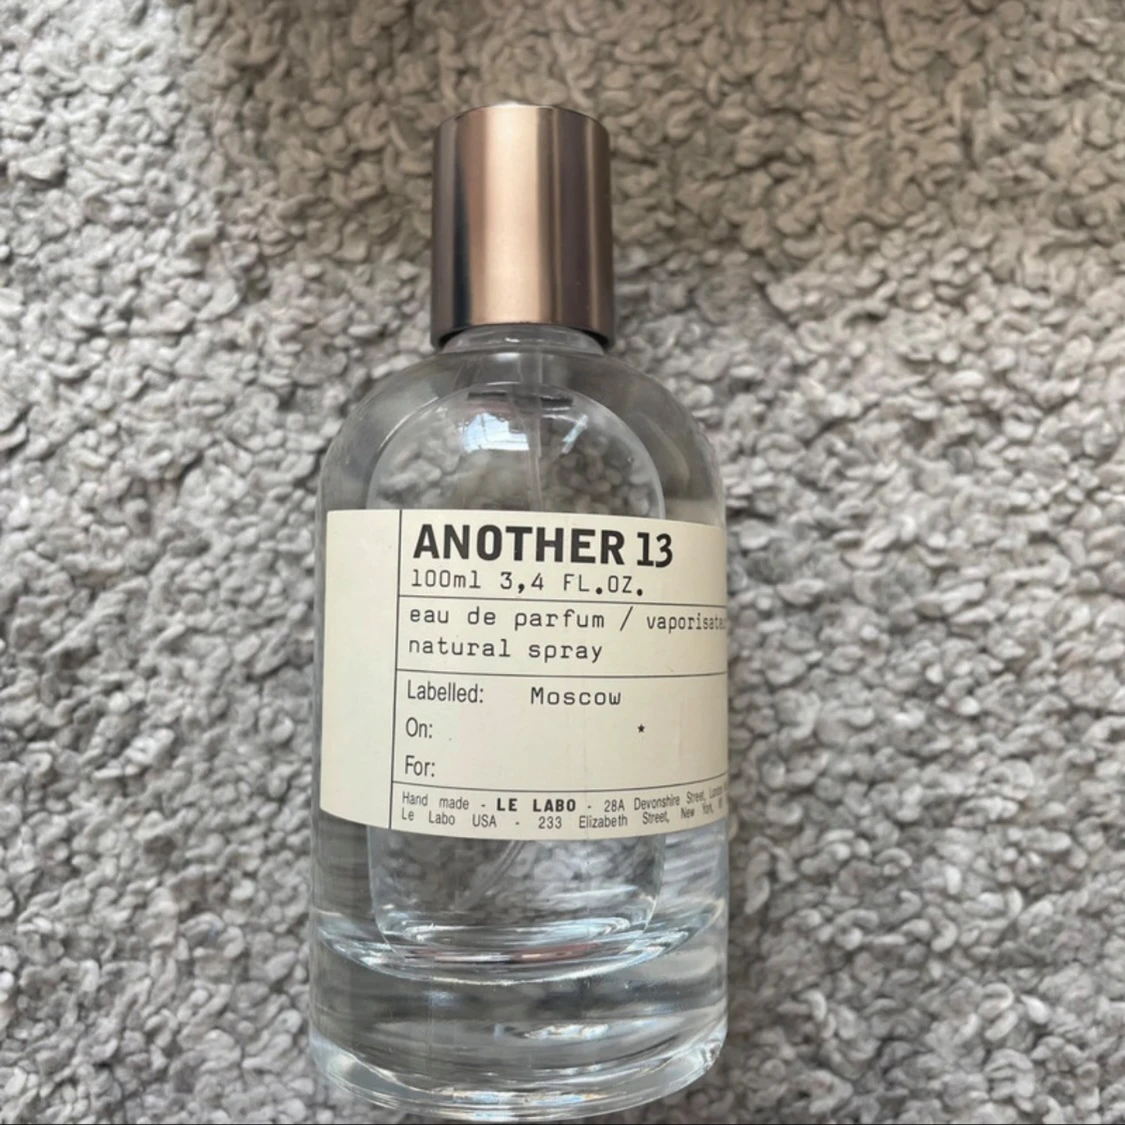 ANOTHER 13
100ml 3,4 FL.OZ.
eau de parfum /
natural spray
Labelled: Moscow
On: *
For:
Hand made - LE LABO - 28A Devonshire Street, London
Le Labo USA - 233 Elizabeth Street, New York,